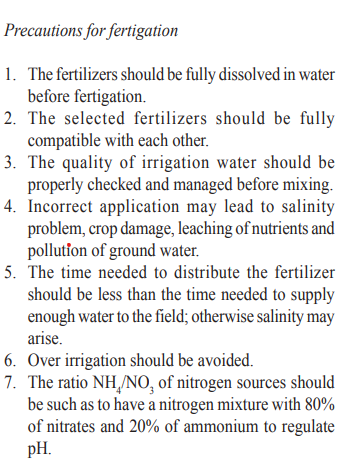 Precautions for fertigation
1. The fertilizers should be fully dissolved in water
before fertigation.
2. The selected fertilizers should be fully
compatible with each other.
3. The quality of irrigation water should be
properly checked and managed before mixing.
4. Incorrect application may lead to salinity
problem, crop damage, leaching of nutrients and
pollution of ground water.
5. The time needed to distribute the fertilizer
should be less than the time needed to supply
enough water to the field; otherwise salinity may
arise.
6. Over irrigation should be avoided.
7. The ratio NH₄/NO₃ of nitrogen sources should
be such as to have a nitrogen mixture with 80%
of nitrates and 20% of ammonium to regulate
pH.